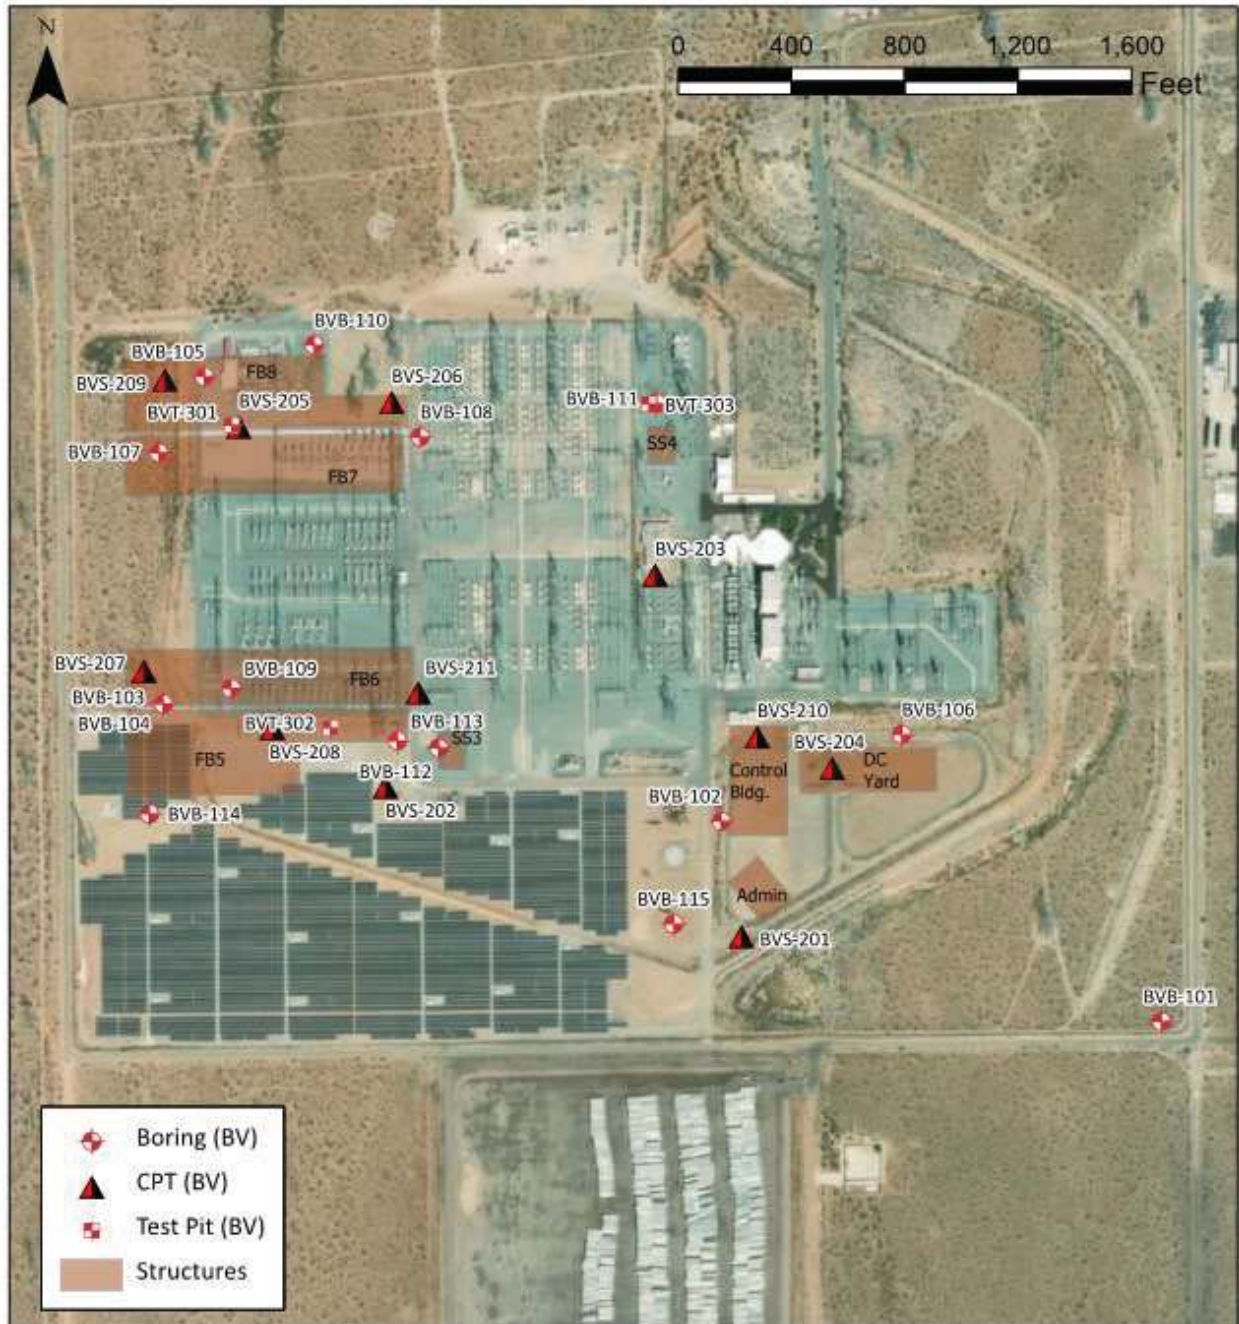 N
0 400 800 1,200 1,600
Feet
BVB-110
BVB-105
FB8
BVS-209
BVS-206
BVT-301
BVS-205
BVB-111
BVT-303
BVB-108
SS4
BVB-107
FB7
BVS-203
BVS-207
BVB-109
BVS-211
FB6
BVB-103
BVB-104
BVT-302
BVB-113
BVS-210
BVB-106
SS3
BVS-208
BVS-204
FB5
DC
Yard
Control
Bldg.
BVB-112
BVB-102
BVS-202
BVB-114
Admin
BVB-115
BVS-201
BVB-101
Boring (BV)
CPT (BV)
Test Pit (BV)
Structures